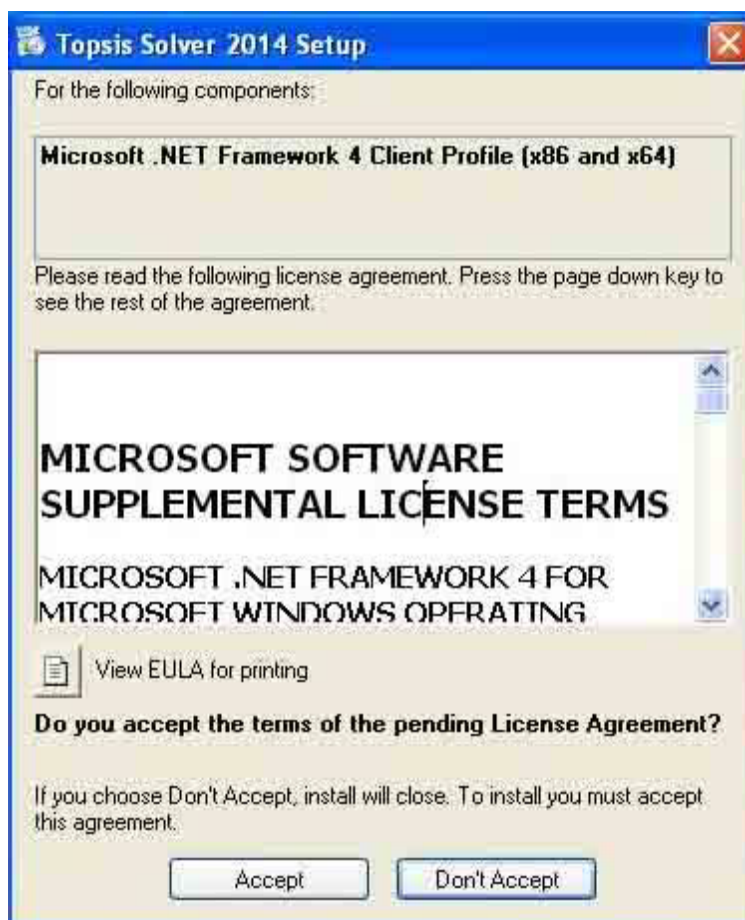 Topsis Solver 2014 Setup
For the following components:
Microsoft .NET Framework 4 Client Profile (x86 and x64)
Please read the following license agreement. Press the page down key to
see the rest of the agreement.
MICROSOFT SOFTWARE
SUPPLEMENTAL LICENSE TERMS
MICROSOFT .NET FRAMEWORK 4 FOR
MICROSOFT WINDOWS OPERATING
View EULA for printing
Do you accept the terms of the pending License Agreement?
If you choose Don't Accept, install will close. To install you must accept
this agreement.
Accept
Don't Accept